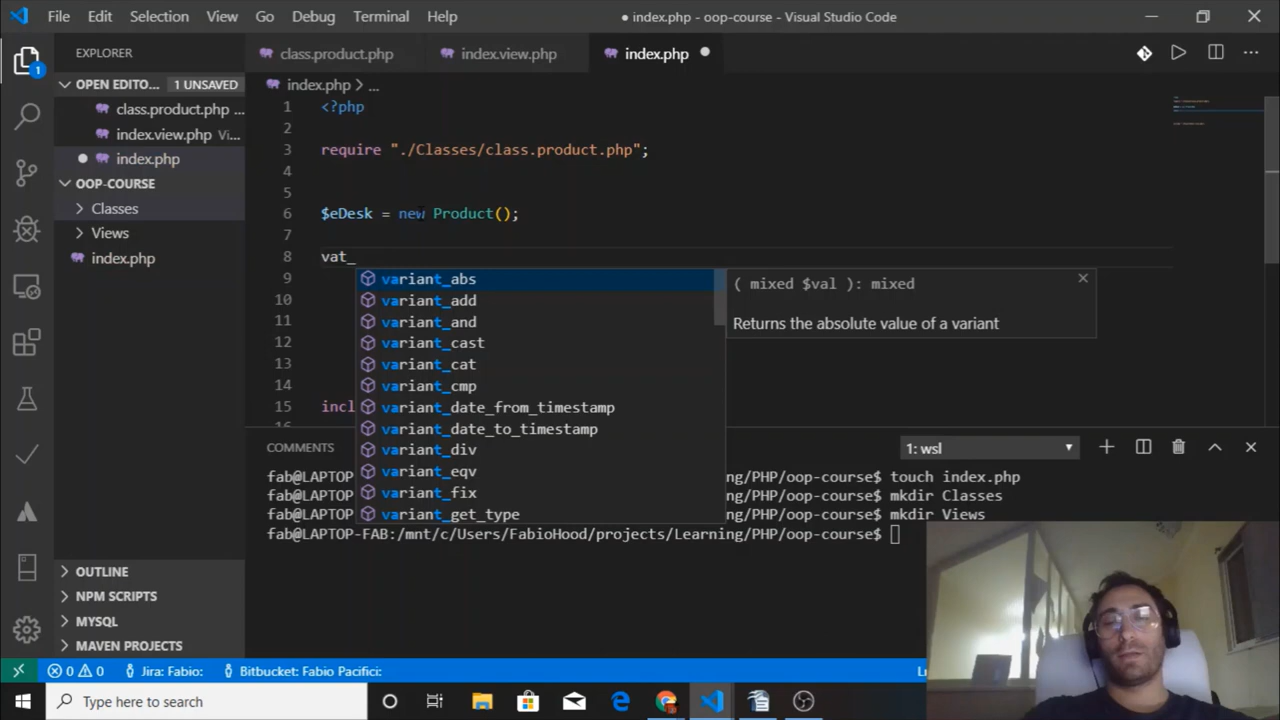 File Edit Selection View Go Debug Terminal Help
● index.php - oop-course - Visual Studio Code
EXPLORER
class.product.php
index.view.php
index.php
1
OPEN EDITO...
1 UNSAVED
class.product.php ...
index.view.php Vi...
index.php
OOP-COURSE
Classes
Views
index.php
index.php > ...
1 <?php
2
3 require "./Classes/class.product.php";
4
5
6 $eDesk = new Product();
7
8 vat_
9
10
11
12
13
14
15 incl
variant_abs
variant_add
variant_and
variant_cast
variant_cat
variant_cmp
variant_date_from_timestamp
variant_date_to_timestamp
variant_div
variant_eqv
variant_fix
variant_get_type
( mixed $val ): mixed
Returns the absolute value of a variant
COMMENTS
1: wsl
fab@LAPTOP- ng/PHP/oop-course$ touch index.php
fab@LAPTOP- ng/PHP/oop-course$ mkdir Classes
fab@LAPTOP- ng/PHP/oop-course$ mkdir Views
fab@LAPTOP-FAB:/mnt/c/Users/FabioHood/projects/Learning/PHP/oop-course$
OUTLINE
NPM SCRIPTS
MYSQL
MAVEN PROJECTS
0 0 Jira: Fabio: Bitbucket: Fabio Pacifici:
Type here to search